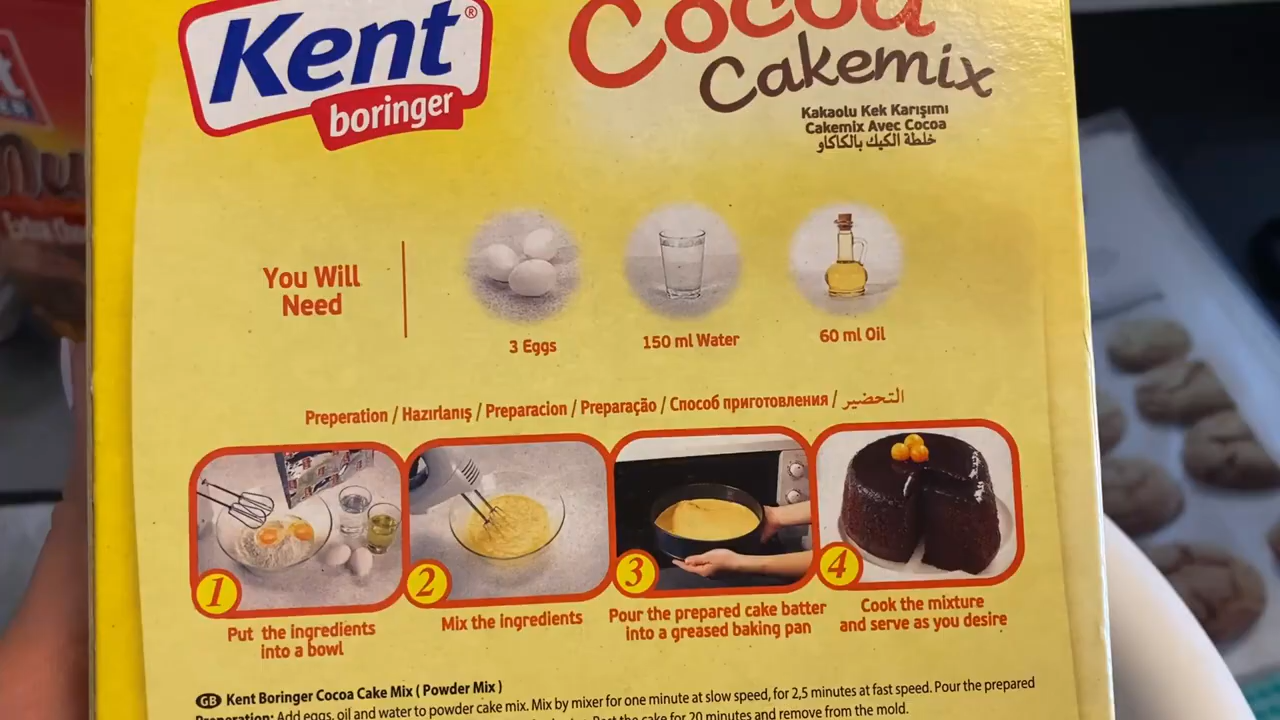 Kent®
boringer
Cocoa
Cakemix
Kakaolu Kek Karışımı
Cakemix Avec Cocoa
خلطة الكيك بالكاكاو
You Will
Need
3 Eggs
150 ml Water
60 ml Oil
Preperation / Hazırlanış / Preparacion / Preparação / Способ приготовления / التحضير
1
2
3
4
Put the ingredients
into a bowl
Mix the ingredients
Pour the prepared cake batter
into a greased baking pan
Cook the mixture
and serve as you desire
GB Kent Boringer Cocoa Cake Mix ( Powder Mix )
Preparation: Add eggs, oil and water to powder cake mix. Mix by mixer for one minute at slow speed, for 2,5 minutes at fast speed. Pour the prepared
the cake for 20 minutes and remove from the mold.